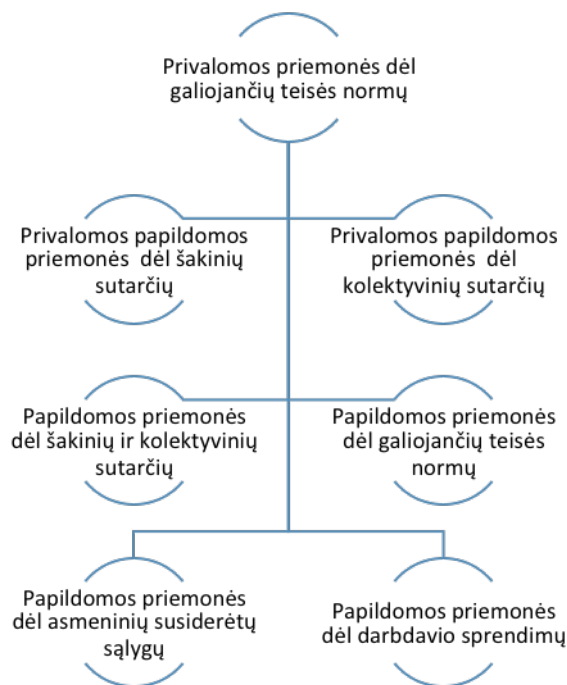 Privalomos priemonės dėl
galiojančių teisės normų
Privalomos papildomos
priemonės dėl šakinių
sutarčių
Privalomos papildomos
priemonės dėl
kolektyvinių sutarčių
Papildomos priemonės
dėl šakinių ir kolektyvinių
sutarčių
Papildomos priemonės
dėl galiojančių teisės
normų
Papildomos priemonės
dėl asmeninių susiderėtų
sąlygų
Papildomos priemonės
dėl darbdavio sprendimų